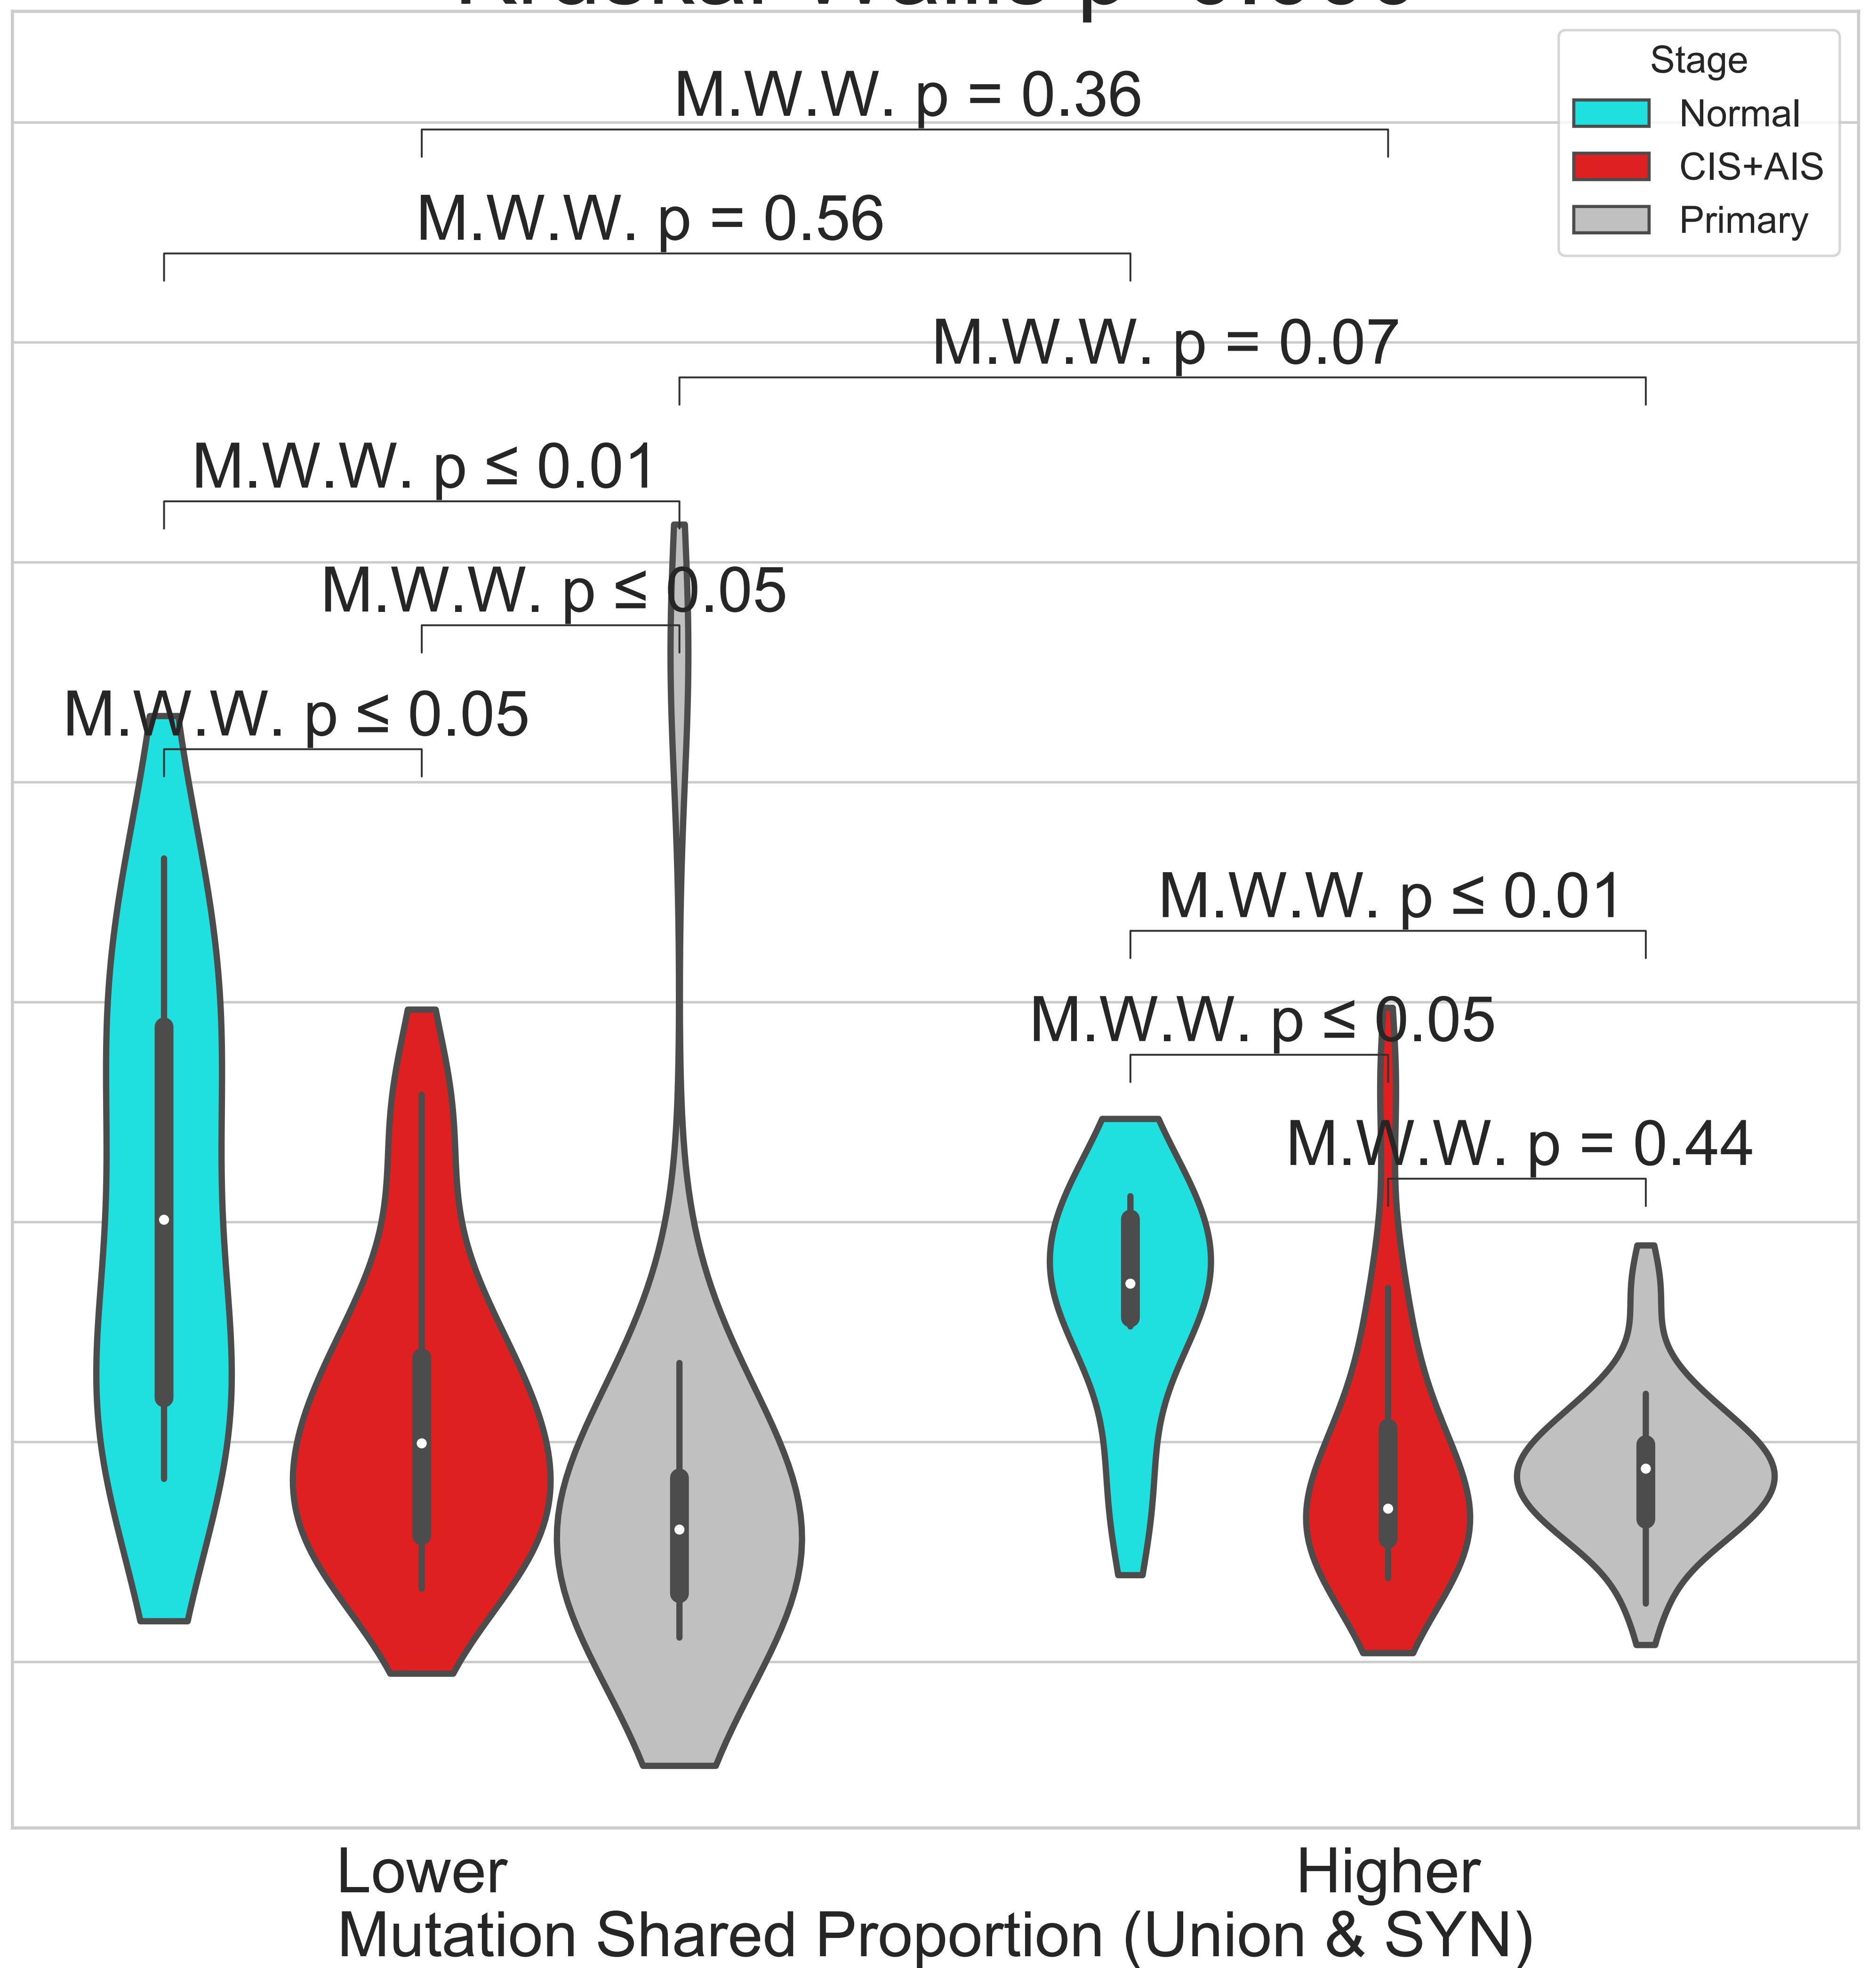 Stage
Normal
CIS+AIS
Primary
M.W.W. p = 0.36
M.W.W. p = 0.56
M.W.W. p = 0.07
M.W.W. p ≤ 0.01
M.W.W. p ≤ 0.05
M.W.W. p ≤ 0.05
M.W.W. p ≤ 0.01
M.W.W. p ≤ 0.05
M.W.W. p = 0.44
Lower
Higher
Mutation Shared Proportion (Union & SYN)